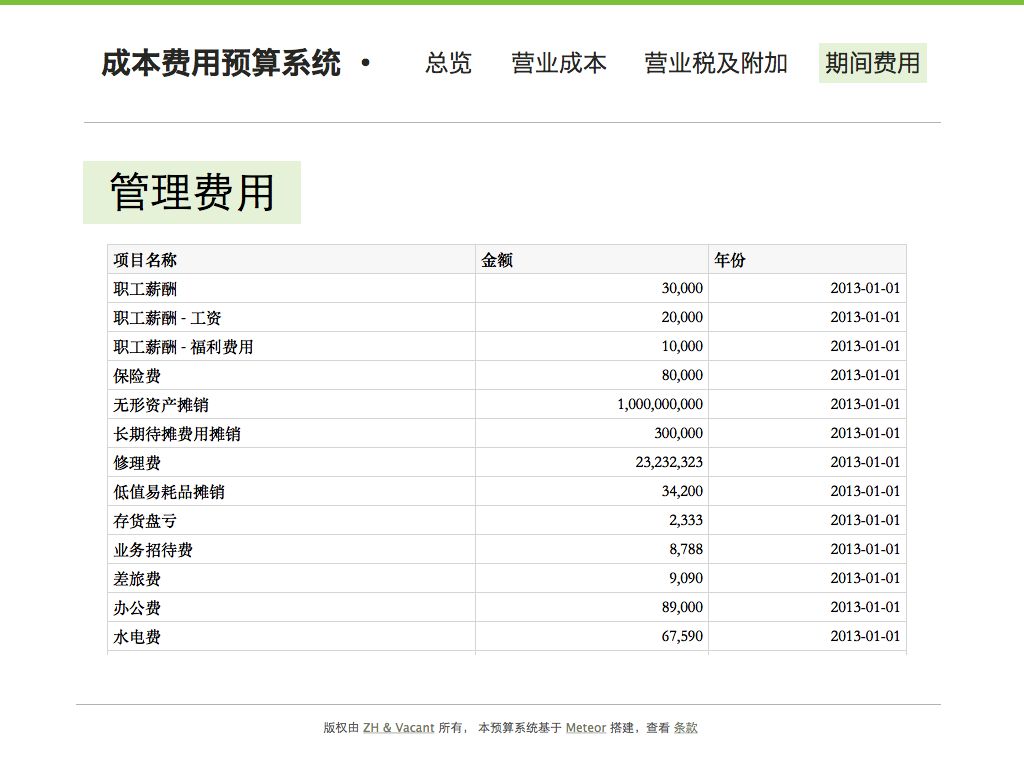 成本费用预算系统 • 总览 营业成本 营业税及附加 期间费用
管理费用
项目名称 金额 年份
职工薪酬 30,000 2013-01-01
职工薪酬 - 工资 20,000 2013-01-01
职工薪酬 - 福利费用 10,000 2013-01-01
保险费 80,000 2013-01-01
无形资产摊销 1,000,000,000 2013-01-01
长期待摊费用摊销 300,000 2013-01-01
修理费 23,232,323 2013-01-01
低值易耗品摊销 34,200 2013-01-01
存货盘亏 2,333 2013-01-01
业务招待费 8,788 2013-01-01
差旅费 9,090 2013-01-01
办公费 89,000 2013-01-01
水电费 67,590 2013-01-01
版权由 ZH & Vacant 所有， 本预算系统基于 Meteor 搭建，查看 条款